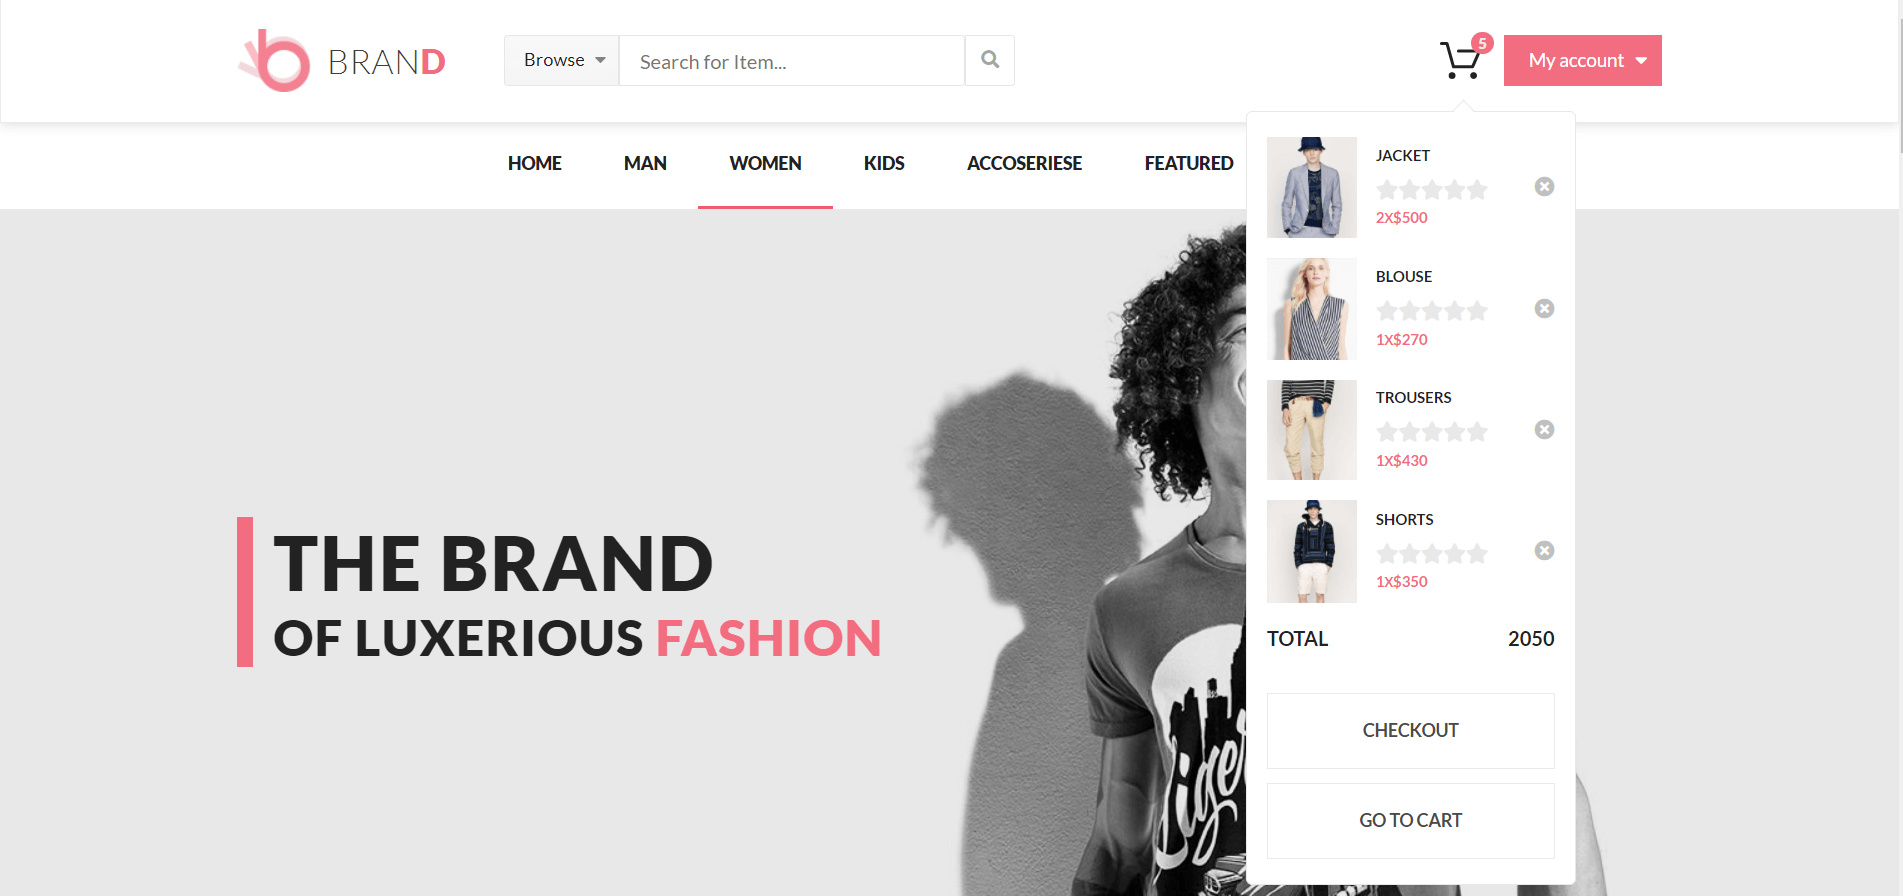 BRAND
Browse
Search for Item...
5
My account
HOME
MAN
WOMEN
KIDS
ACCOSERIESE
FEATURED
JACKET
2X$500
BLOUSE
1X$270
TROUSERS
1X$430
SHORTS
1X$350
TOTAL 2050
CHECKOUT
GO TO CART
THE BRAND
OF LUXERIOUS FASHION